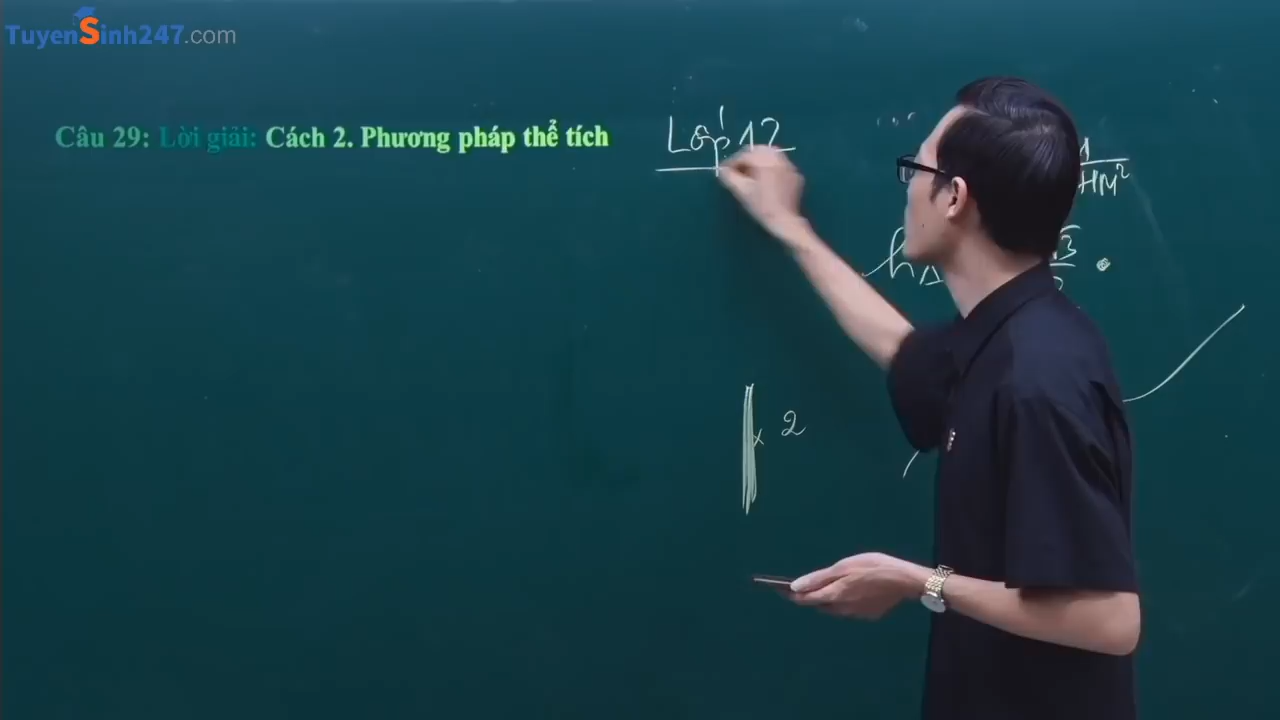 TuyenSinh247.com
Câu 29: Lời giải: Cách 2. Phương pháp thể tích
Lớp 12
HM²
h
x 2